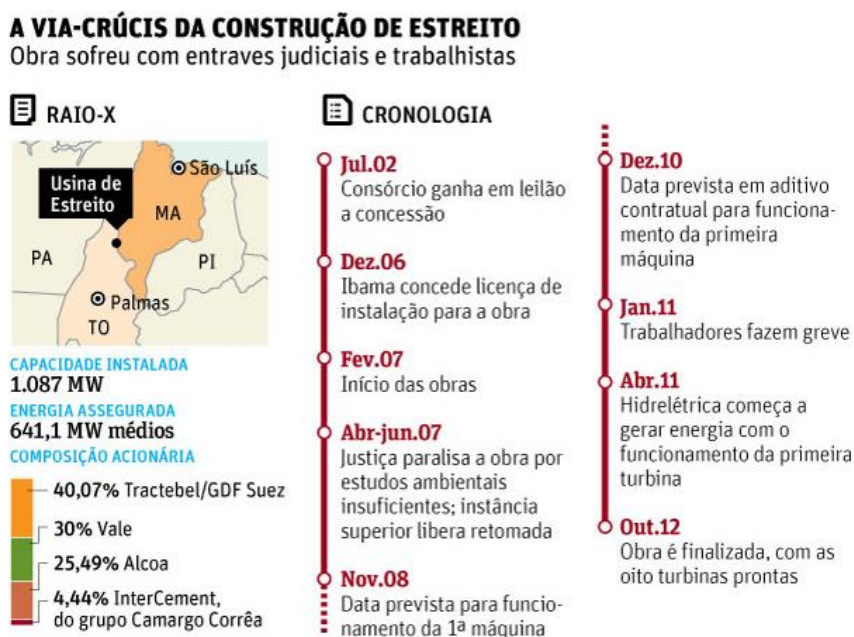 A VIA-CRÚCIS DA CONSTRUÇÃO DE ESTREITO
Obra sofreu com entraves judiciais e trabalhistas
RAIO-X
São Luís
Usina de
Estreito
MA
PA
PI
Palmas
TO
CAPACIDADE INSTALADA
1.087 MW
ENERGIA ASSEGURADA
641,1 MW médios
COMPOSIÇÃO ACIONÁRIA
40,07% Tractebel/GDF Suez
30% Vale
25,49% Alcoa
4,44% InterCement,
do grupo Camargo Corrêa
CRONOLOGIA
Jul.02
Consórcio ganha em leilão
a concessão
Dez.06
Ibama concede licença de
instalação para a obra
Fev.07
Início das obras
Abr-jun.07
Justiça paralisa a obra por
estudos ambientais
insuficientes; instância
superior libera retomada
Nov.08
Data prevista para funcio-
namento da 1ª máquina
Dez.10
Data prevista em aditivo
contratual para funciona-
mento da primeira
máquina
Jan.11
Trabalhadores fazem greve
Abr.11
Hidrelétrica começa a
gerar energia com o
funcionamento da primeira
turbina
Out.12
Obra é finalizada, com as
oito turbinas prontas